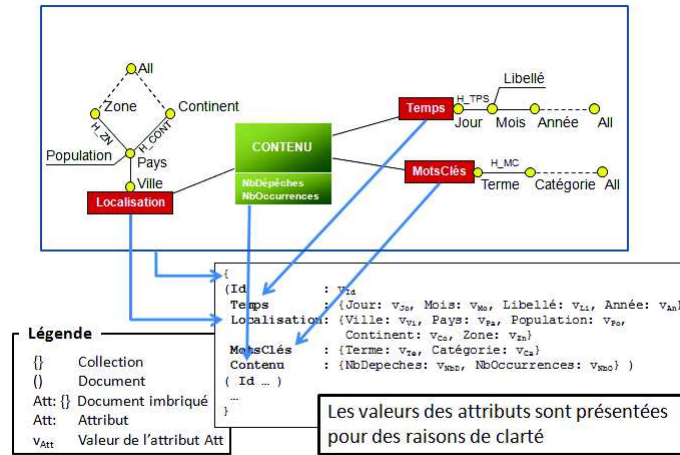 All
Zone
Continent
H_ZN
H_CONT
Population
Pays
Ville
Localisation
CONTENU
NbDépêches
NbOccurrences
Temps
H_TPS
Libellé
Jour
Mois
Année
All
MotsClés
H_MC
Terme
Catégorie
All
{
(Id : vId
Temps : {Jour: vJo, Mois: vMo, Libellé: vLi, Année: vAn}
Localisation: {Ville: vVi, Pays: vPa, Population: vPo,
Continent: vCo, Zone: vZn}
MotsClés : {Terme: vTe, Catégorie: vCa}
Contenu : {NbDepeches: vNbD, NbOccurrences: vNbO} )
( Id … )
…
}
Légende
{} Collection
() Document
Att: {} Document imbriqué
Att: Attribut
vAtt Valeur de l'attribut Att
Les valeurs des attributs sont présentées
pour des raisons de clarté